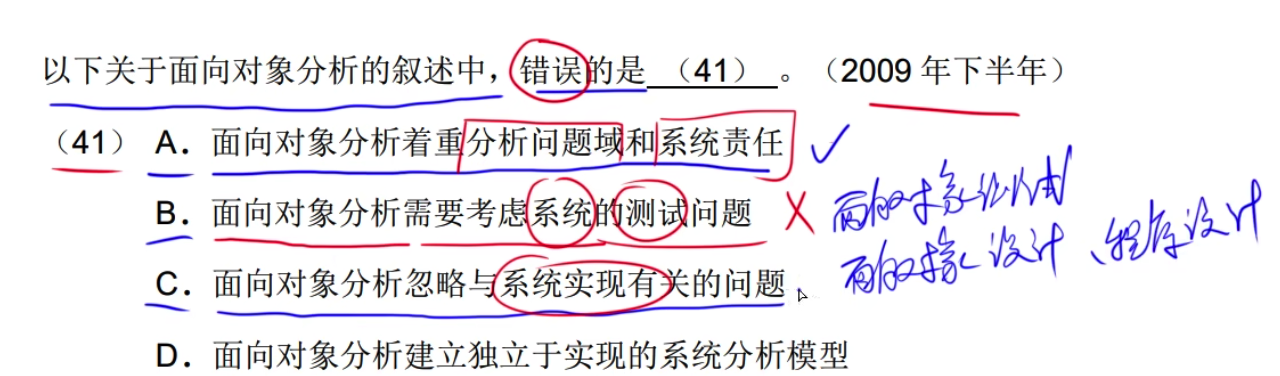 以下关于面向对象分析的叙述中，错误的是 （41） 。（2009 年下半年）
（41） A．面向对象分析着重分析问题域和系统责任
B．面向对象分析需要考虑系统的测试问题
面向对象
C．面向对象分析忽略与系统实现有关的问题
面向对象 设计、程序设计
D．面向对象分析建立独立于实现的系统分析模型